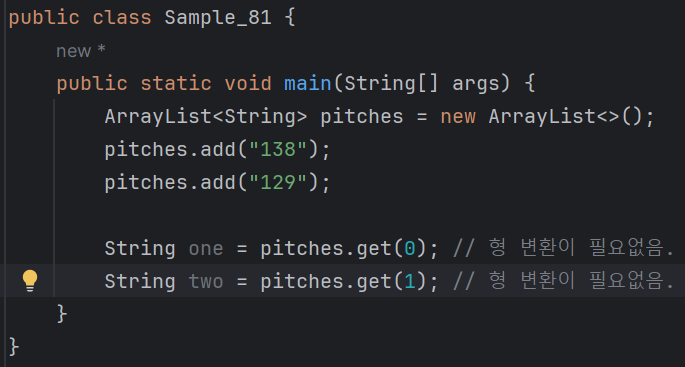 public class Sample_81 {
new *
public static void main(String[] args) {
ArrayList<String> pitches = new ArrayList<>();
pitches.add("138");
pitches.add("129");
String one = pitches.get(0); // 형 변환이 필요없음.
String two = pitches.get(1); // 형 변환이 필요없음.
}
}